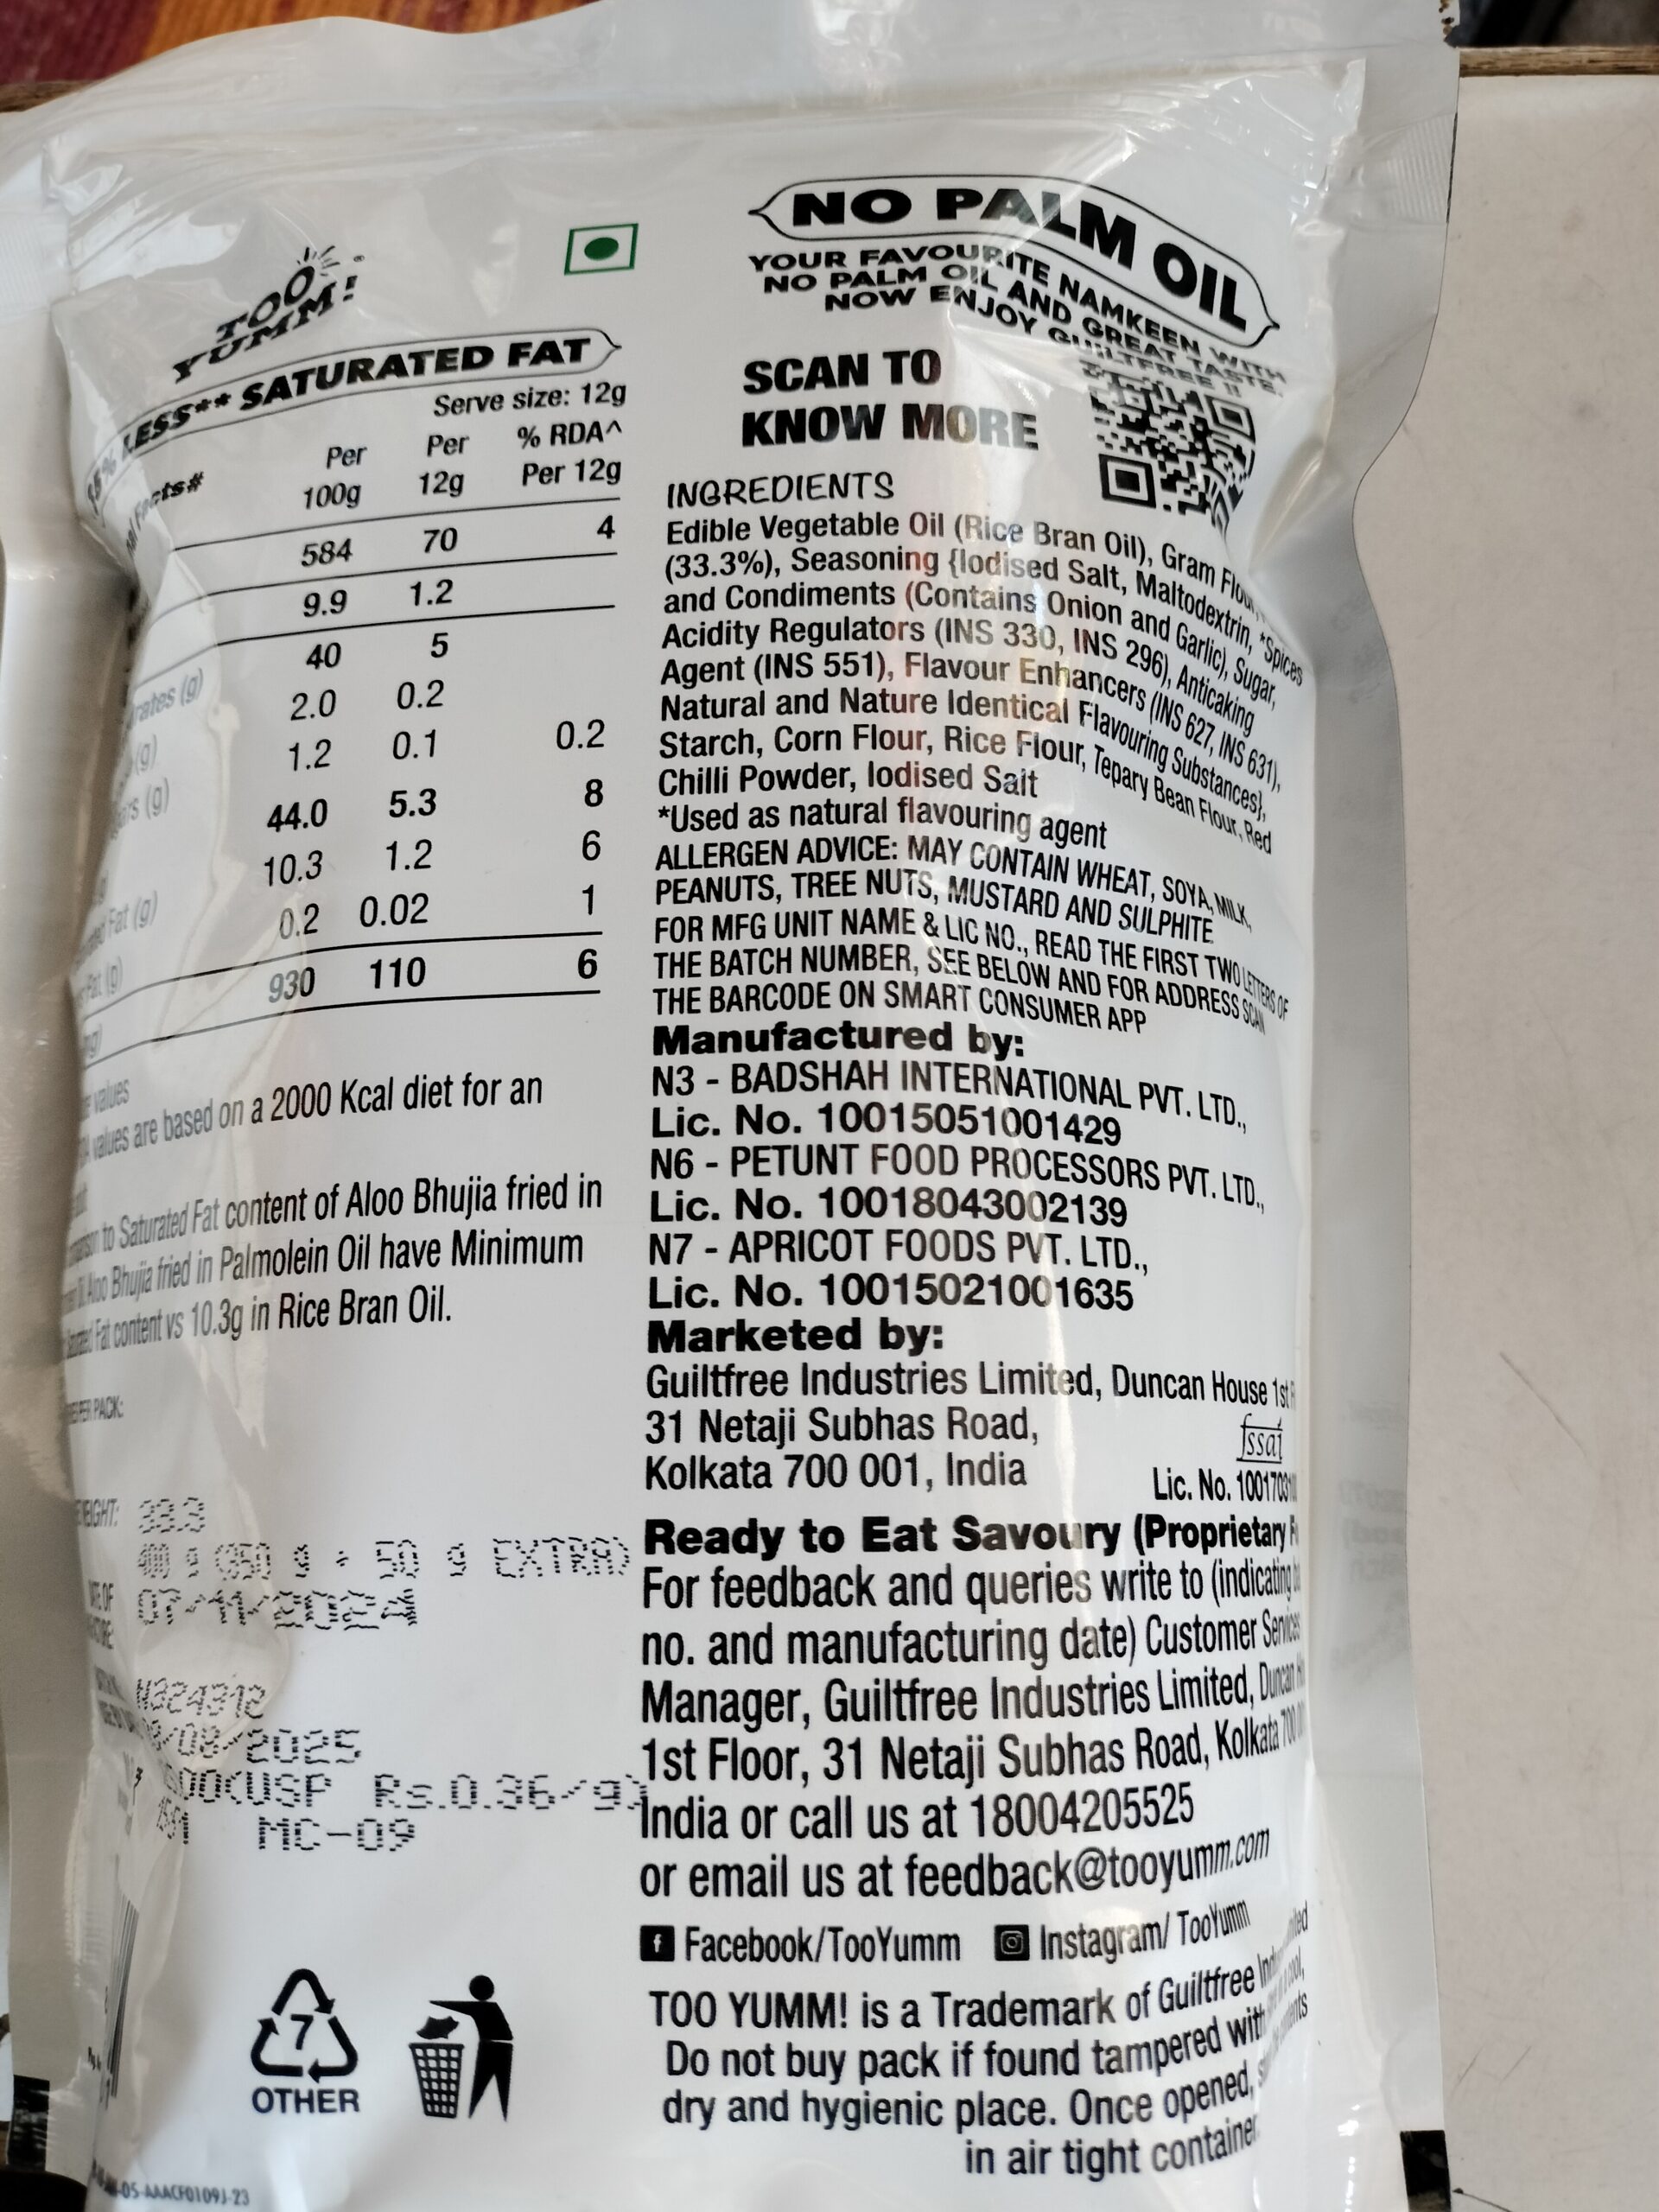 TOO
YUMM!
LESS** SATURATED FAT
Serve size: 12g
Per Per % RDA^
Facts# 100g 12g Per 12g
584 70 4
9.9 1.2
40 5
(g) 2.0 0.2
(g) 1.2 0.1 0.2
(g) 44.0 5.3 8
10.3 1.2 6
Fat (g) 0.2 0.02 1
Fat (g) 930 110 6
values
values are based on a 2000 Kcal diet for an
to Saturated Fat content of Aloo Bhujia fried in
Aloo Bhujia fried in Palmolein Oil have Minimum
Fat content vs 10.3g in Rice Bran Oil.
PER PACK:
33.3
400 g (350 g + 50 g EXTRA)
07/11/2024
N324312
/08/2025
(USP Rs.0.36/g)
MC-09
7
OTHER
NO PALM OIL
YOUR FAVOURITE NAMKEEN WITH
NO PALM OIL AND GREAT TASTE.
NOW ENJOY GUILTFREE !!
SCAN TO
KNOW MORE
INGREDIENTS
Edible Vegetable Oil (Rice Bran Oil), Gram Flour
(33.3%), Seasoning {Iodised Salt, Maltodextrin, *Spices
and Condiments (Contains Onion and Garlic), Sugar,
Acidity Regulators (INS 330, INS 296), Anticaking
Agent (INS 551), Flavour Enhancers (INS 627, INS 631),
Natural and Nature Identical Flavouring Substances},
Starch, Corn Flour, Rice Flour, Tepary Bean Flour, Red
Chilli Powder, Iodised Salt
*Used as natural flavouring agent
ALLERGEN ADVICE: MAY CONTAIN WHEAT, SOYA, MILK,
PEANUTS, TREE NUTS, MUSTARD AND SULPHITE
FOR MFG UNIT NAME & LIC NO., READ THE FIRST TWO LETTERS OF
THE BATCH NUMBER, SEE BELOW AND FOR ADDRESS SCAN
THE BARCODE ON SMART CONSUMER APP
Manufactured by:
N3 - BADSHAH INTERNATIONAL PVT. LTD.,
Lic. No. 10015051001429
N6 - PETUNT FOOD PROCESSORS PVT. LTD.,
Lic. No. 10018043002139
N7 - APRICOT FOODS PVT. LTD.,
Lic. No. 10015021001635
Marketed by:
Guiltfree Industries Limited, Duncan House 1st
31 Netaji Subhas Road,
Kolkata 700 001, India
fssai
Lic. No.
Ready to Eat Savoury (Proprietary
For feedback and queries write to (indicating
no. and manufacturing date) Customer Services
Manager, Guiltfree Industries Limited, Duncan
1st Floor, 31 Netaji Subhas Road, Kolkata
India or call us at 18004205525
or email us at feedback@tooyumm.com
Facebook/TooYumm Instagram/ TooYumm
TOO YUMM! is a Trademark of Guiltfree
Do not buy pack if found tampered with
dry and hygienic place. Once opened,
in air tight container